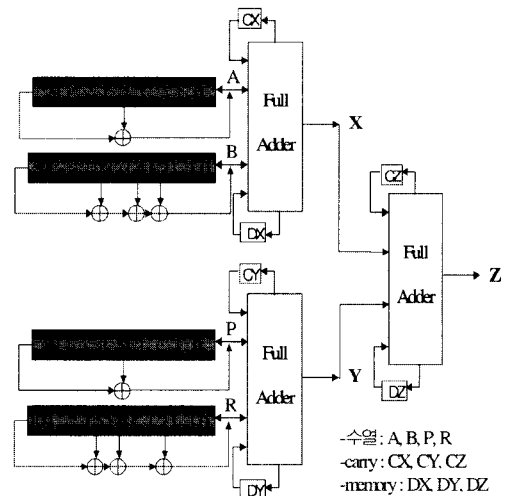 CX
A
Full
Adder
X
B
DX
CZ
Full
Adder
Z
CY
P
Full
Adder
Y
R
DZ
DY
-수열 : A, B, P, R
-carry : CX, CY, CZ
-memory : DX, DY, DZ